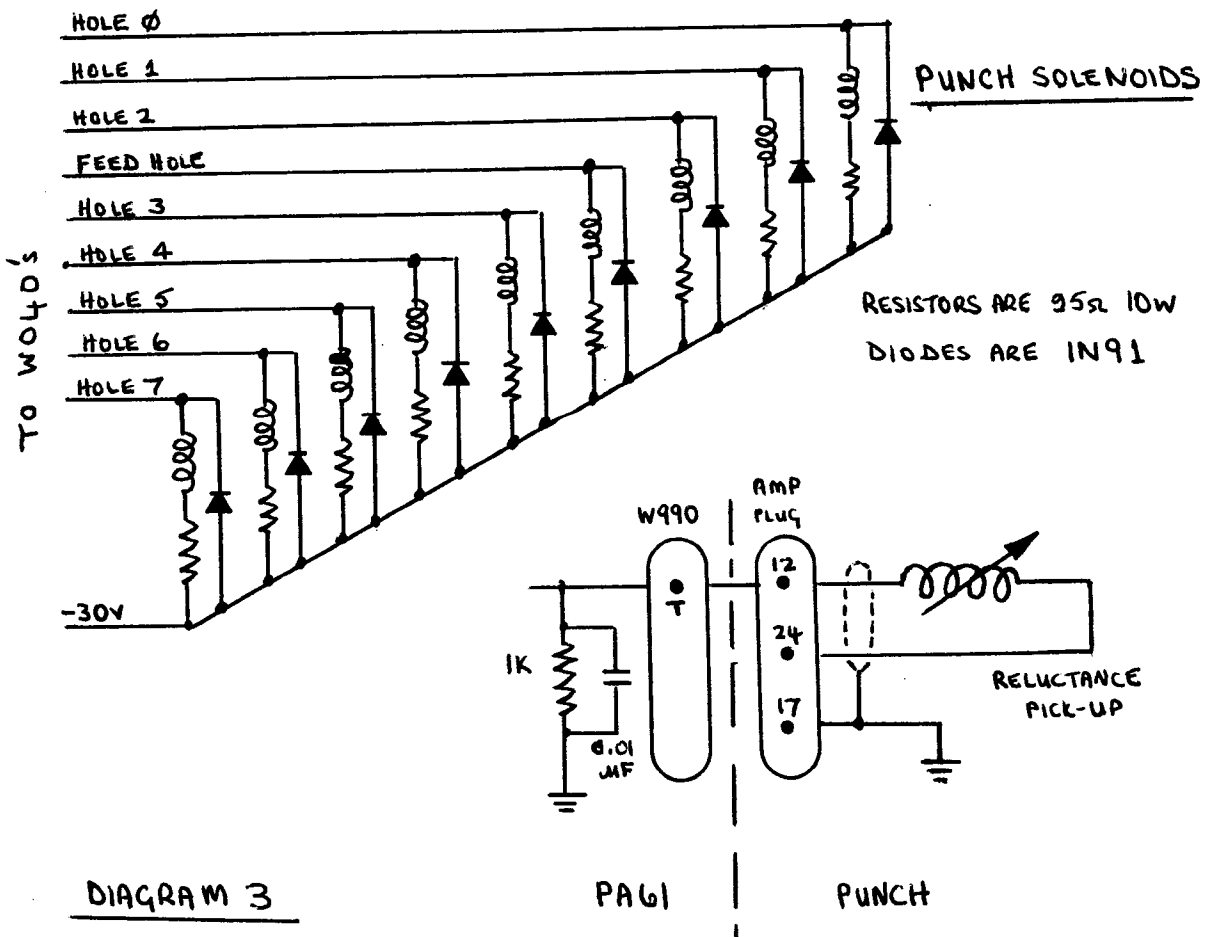 HOLE Ø
HOLE 1
HOLE 2
FEED HOLE
HOLE 3
HOLE 4
HOLE 5
HOLE 6
HOLE 7
-30V
TO W040'S
PUNCH SOLENOIDS
RESISTORS ARE 95Ω 10W
DIODES ARE 1N91
W990
AMP
PLUG
T
12
24
17
1K
0.01
MF
RELUCTANCE
PICK-UP
DIAGRAM 3
PA61
PUNCH